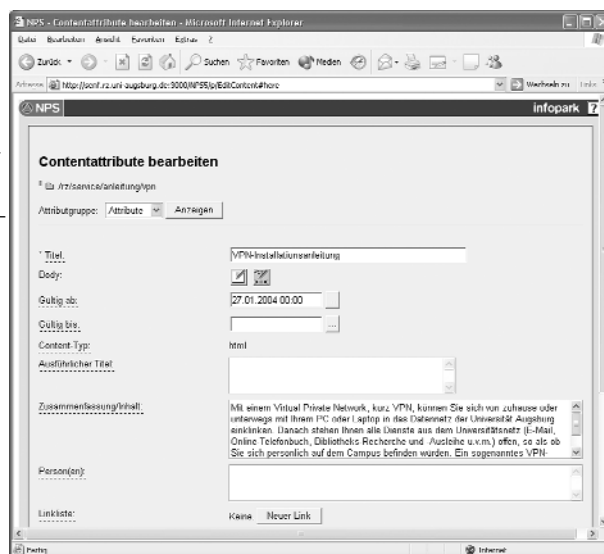 NPS - Contentattribute bearbeiten - Microsoft Internet Explorer
Datei Bearbeiten Ansicht Favoriten Extras ?
Zurück Suchen Favoriten Medien
Adresse http://senf.rz.uni-augsburg.de:3000/NPS5/p/EditContent#here Wechseln zu Links
NPS infopark ?
Contentattribute bearbeiten
/rz/service/anleitung/vpn
Attributgruppe: Attribute Anzeigen
* Titel: VPN-Installationsanleitung
Body:
Gültig ab: 27.01.2004 00:00
Gültig bis: ...
Content-Typ: html
Ausführlicher Titel:
Zusammenfassung/Inhalt: Mit einem Virtual Private Network, kurz VPN, können Sie sich von zuhause oder
unterwegs mit Ihrem PC oder Laptop in das Datennetz der Universität Augsburg
einklinken. Danach stehen Ihnen alle Dienste aus dem Universitätsnetz (E-Mail,
Online Telefonbuch, Bibliotheks Recherche und -Ausleihe u.v.m.) offen, so als ob
Sie sich persönlich auf dem Campus befinden würden. Ein sogenanntes VPN-
Person(en):
Linkliste: Keine Neuer Link
Fertig Internet